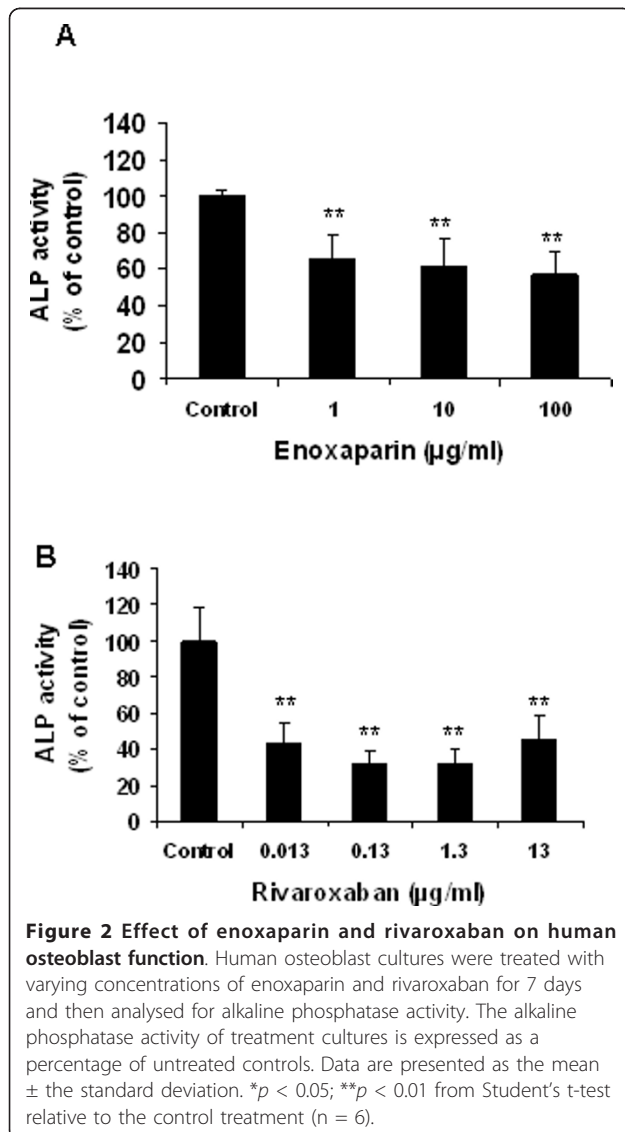 A
140
120
100
80
60
40
20
0
ALP activity
(% of control)
** ** **
Control 1 10 100
Enoxaparin (µg/ml)
B
140
120
100
80
60
40
20
0
ALP activity
(% of control)
** ** ** **
Control 0.013 0.13 1.3 13
Rivaroxaban (µg/ml)
Figure 2 Effect of enoxaparin and rivaroxaban on human
osteoblast function. Human osteoblast cultures were treated with
varying concentrations of enoxaparin and rivaroxaban for 7 days
and then analysed for alkaline phosphatase activity. The alkaline
phosphatase activity of treatment cultures is expressed as a
percentage of untreated controls. Data are presented as the mean
± the standard deviation. *p < 0.05; **p < 0.01 from Student's t-test
relative to the control treatment (n = 6).